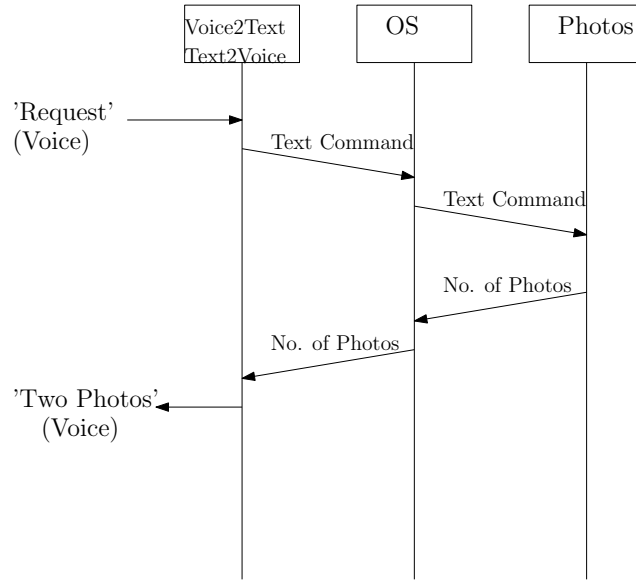 Voice2Text
Text2Voice
OS
Photos
'Request'
(Voice)
Text Command
Text Command
No. of Photos
No. of Photos
'Two Photos'
(Voice)